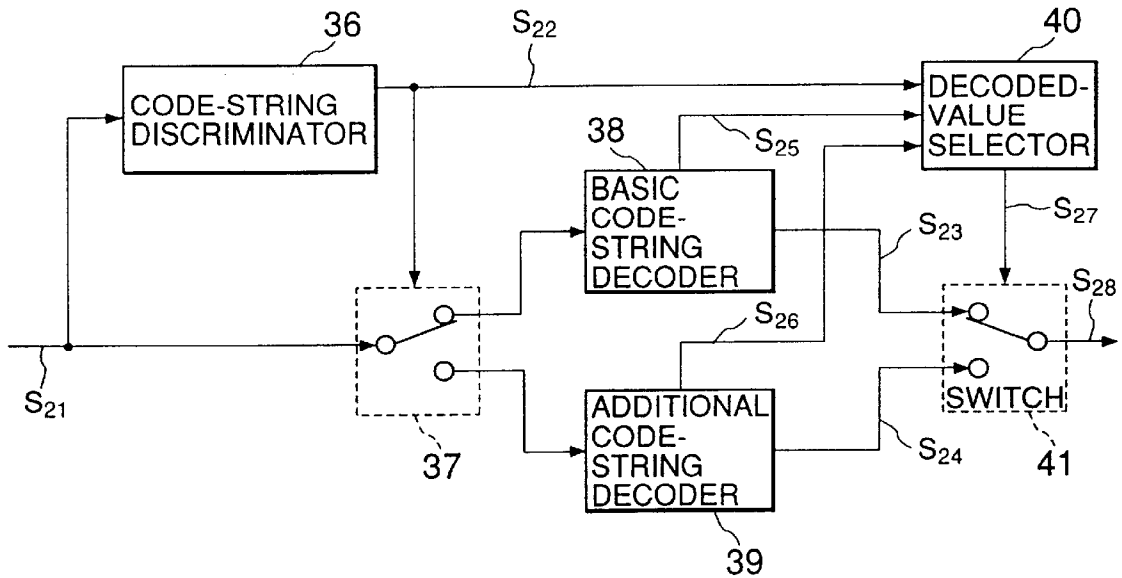 36
S22
40
CODE-STRING
DISCRIMINATOR
DECODED-
VALUE
SELECTOR
S25
38
BASIC
CODE-
STRING
DECODER
S27
S23
S28
S26
S21
37
ADDITIONAL
CODE-
STRING
DECODER
SWITCH
S24
41
39